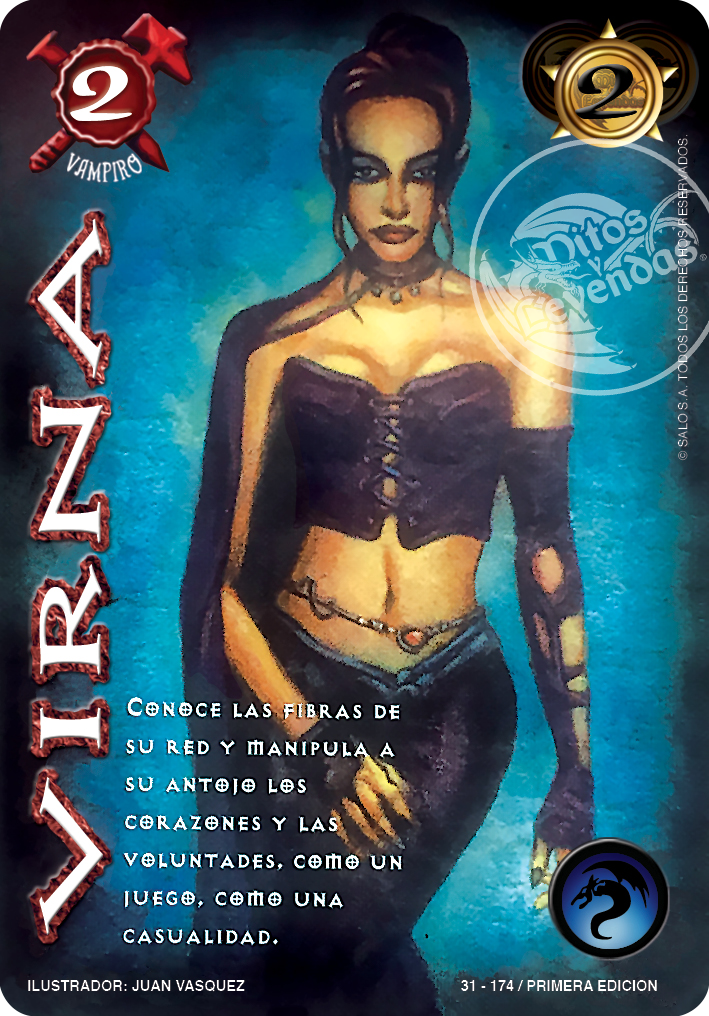 2
VAMPIRO
2
VIRNA
Mitos
y
Leyendas
®
© SALO S.A. TODOS LOS DERECHOS RESERVADOS.
CONOCE LAS FIBRAS DE
SU RED Y MANIPULA A
SU ANTOJO LOS
CORAZONES Y LAS
VOLUNTADES, COMO UN
JUEGO, COMO UNA
CASUALIDAD.
ILUSTRADOR: JUAN VASQUEZ
31 - 174 / PRIMERA EDICION